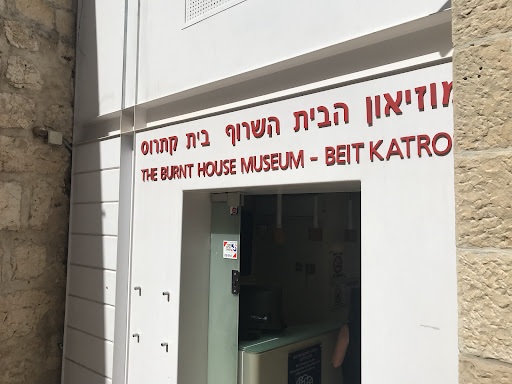 מוזיאון הבית השרוף בית קתרוס
THE BURNT HOUSE MUSEUM - BEIT KATRO